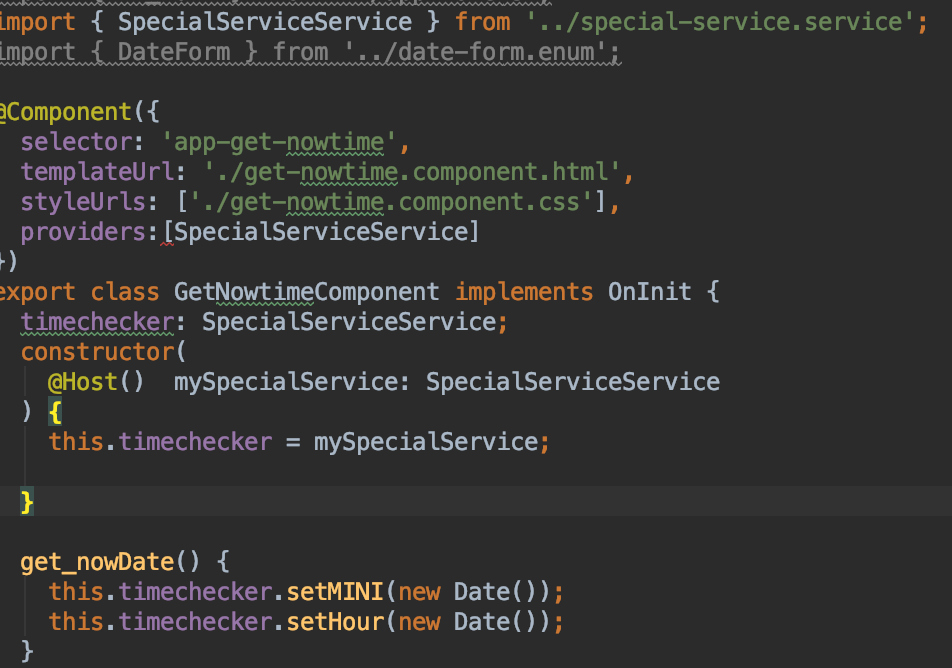 import { SpecialServiceService } from '../special-service.service';
import { DateForm } from '../date-form.enum';
@Component({
selector: 'app-get-nowtime',
templateUrl: './get-nowtime.component.html',
styleUrls: ['./get-nowtime.component.css'],
providers:[SpecialServiceService]
})
export class GetNowtimeComponent implements OnInit {
timechecker: SpecialServiceService;
constructor(
@Host()  mySpecialService: SpecialServiceService
) {
this.timechecker = mySpecialService;
}
get_nowDate() {
this.timechecker.setMINI(new Date());
this.timechecker.setHour(new Date());
}